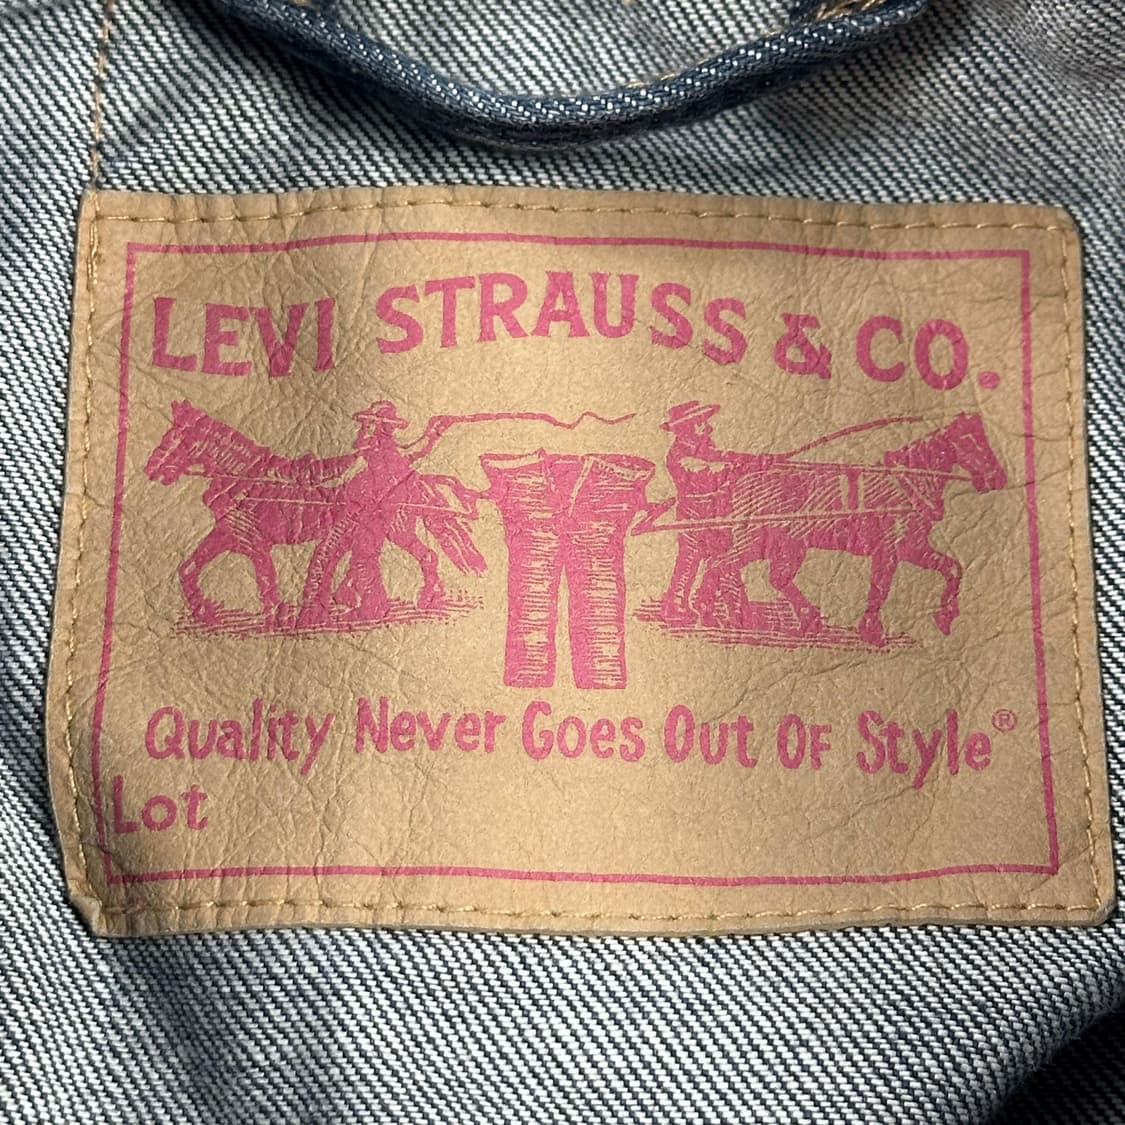 LEVI STRAUSS & CO.
Quality Never Goes Out Of Style®
Lot